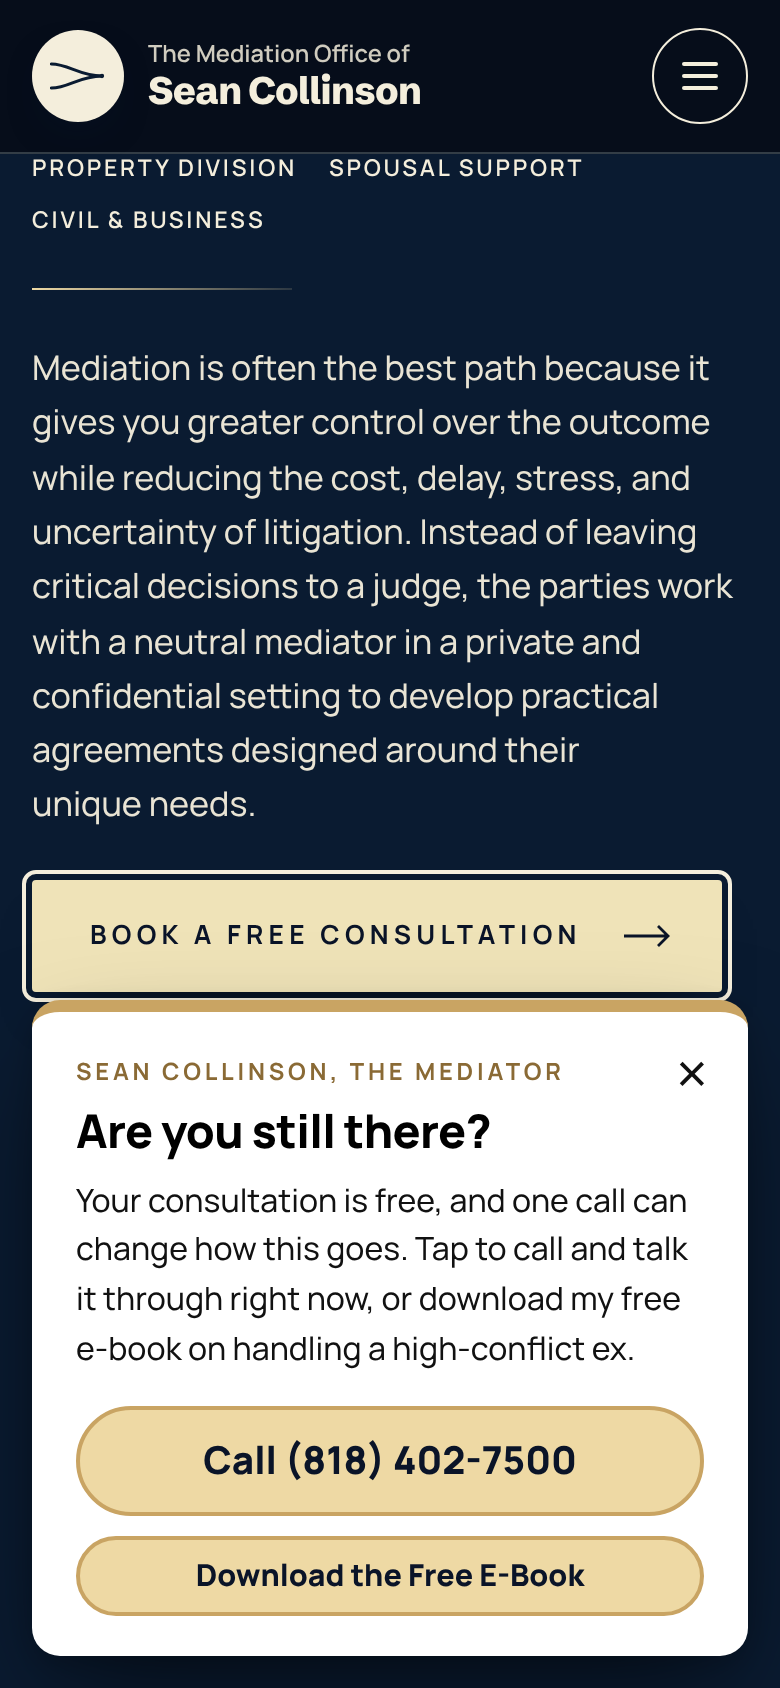 The Mediation Office of
Sean Collinson
PROPERTY DIVISION SPOUSAL SUPPORT
CIVIL & BUSINESS
Mediation is often the best path because it
gives you greater control over the outcome
while reducing the cost, delay, stress, and
uncertainty of litigation. Instead of leaving
critical decisions to a judge, the parties work
with a neutral mediator in a private and
confidential setting to develop practical
agreements designed around their
unique needs.
BOOK A FREE CONSULTATION
SEAN COLLINSON, THE MEDIATOR
Are you still there?
Your consultation is free, and one call can
change how this goes. Tap to call and talk
it through right now, or download my free
e-book on handling a high-conflict ex.
Call (818) 402-7500
Download the Free E-Book